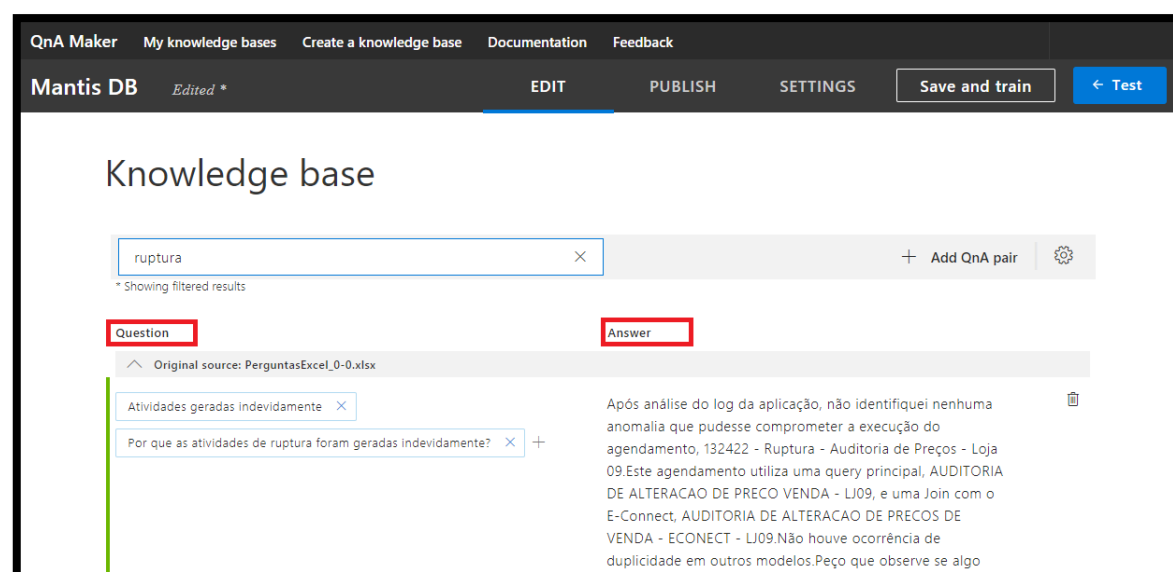 QnA Maker My knowledge bases Create a knowledge base Documentation Feedback
Mantis DB Edited * EDIT PUBLISH SETTINGS Save and train ← Test
Knowledge base
ruptura × + Add QnA pair
* Showing filtered results
Question Answer
Original source: PerguntasExcel_0-0.xlsx
Atividades geradas indevidamente ×
Por que as atividades de ruptura foram geradas indevidamente? × +
Após análise do log da aplicação, não identifiquei nenhuma
anomalia que pudesse comprometer a execução do
agendamento, 132422 - Ruptura - Auditoria de Preços - Loja
09.Este agendamento utiliza uma query principal, AUDITORIA
DE ALTERACAO DE PRECO VENDA - LJ09, e uma Join com o
E-Connect, AUDITORIA DE ALTERACAO DE PRECOS DE
VENDA - ECONECT - LJ09.Não houve ocorrência de
duplicidade em outros modelos.Peço que observe se algo